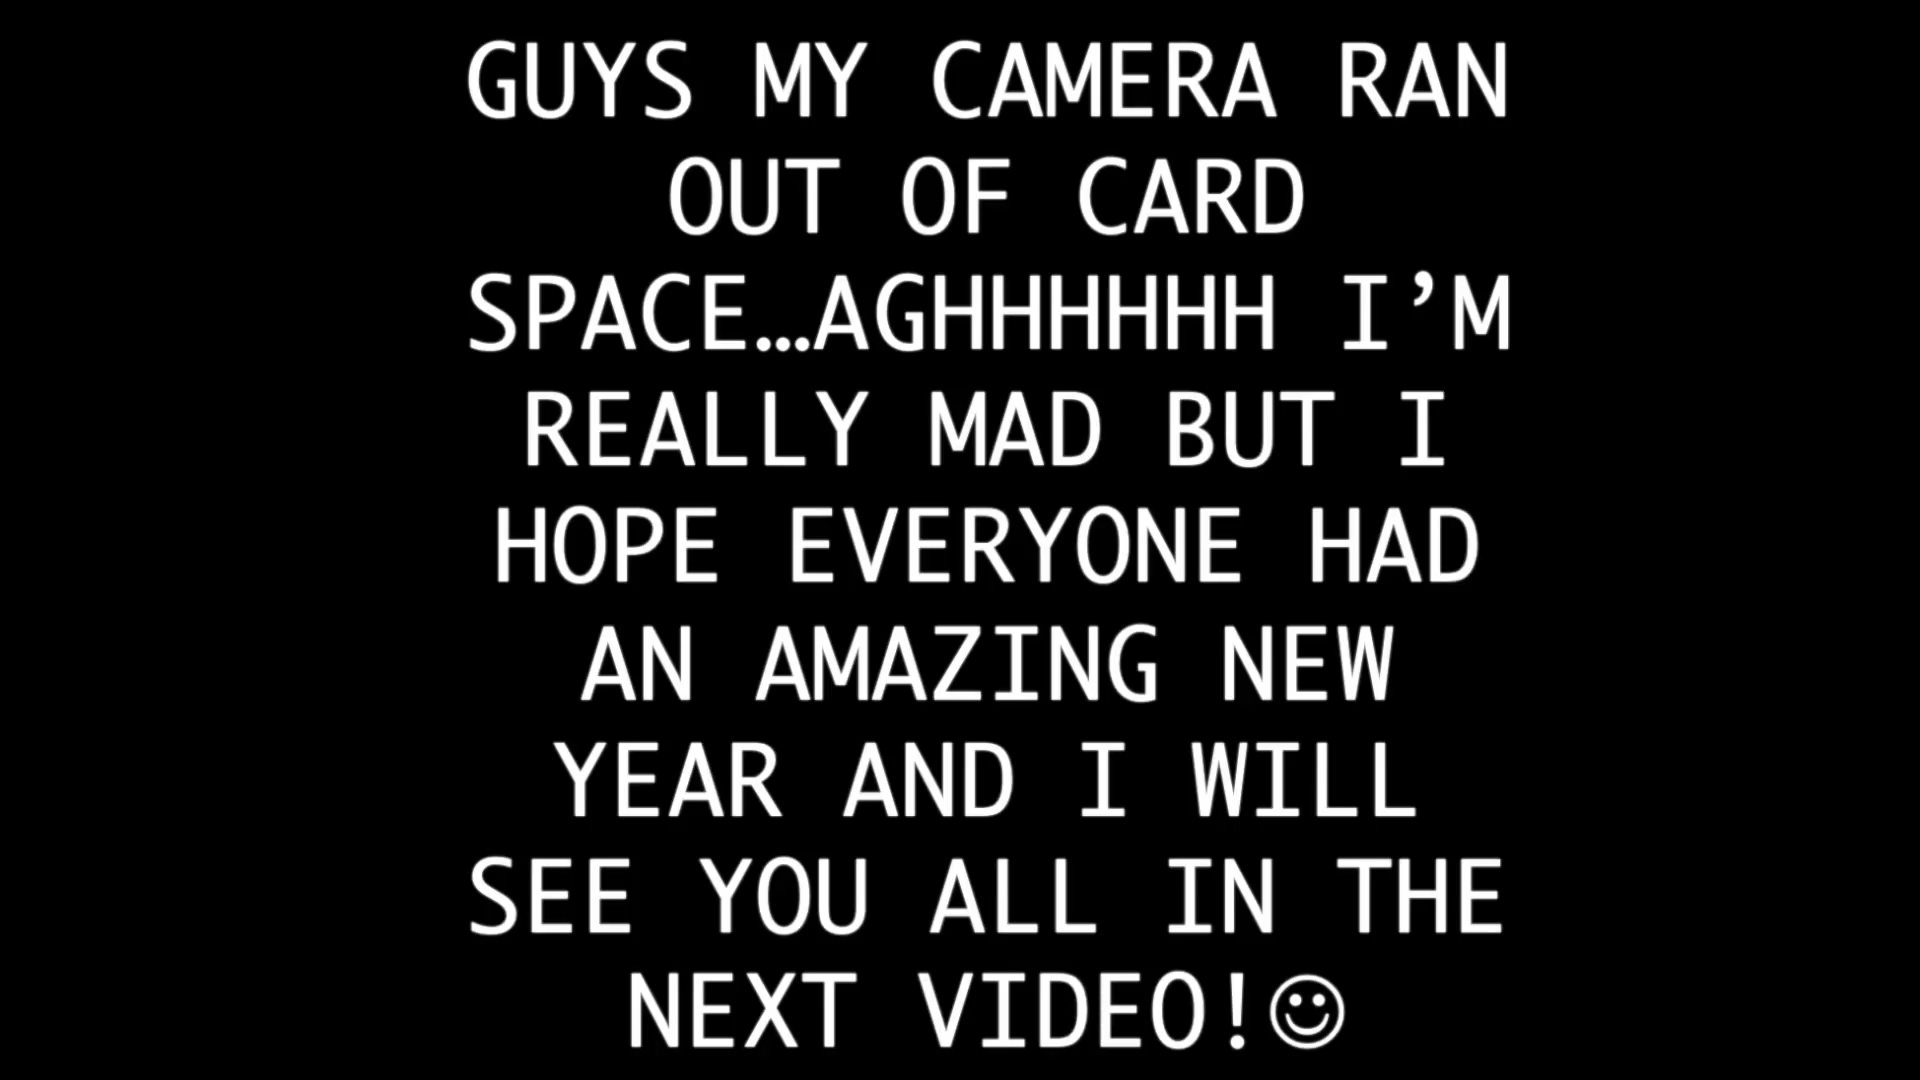 GUYS MY CAMERA RAN
OUT OF CARD
SPACE…AGHHHHHH I’M
REALLY MAD BUT I
HOPE EVERYONE HAD
AN AMAZING NEW
YEAR AND I WILL
SEE YOU ALL IN THE
NEXT VIDEO!☺